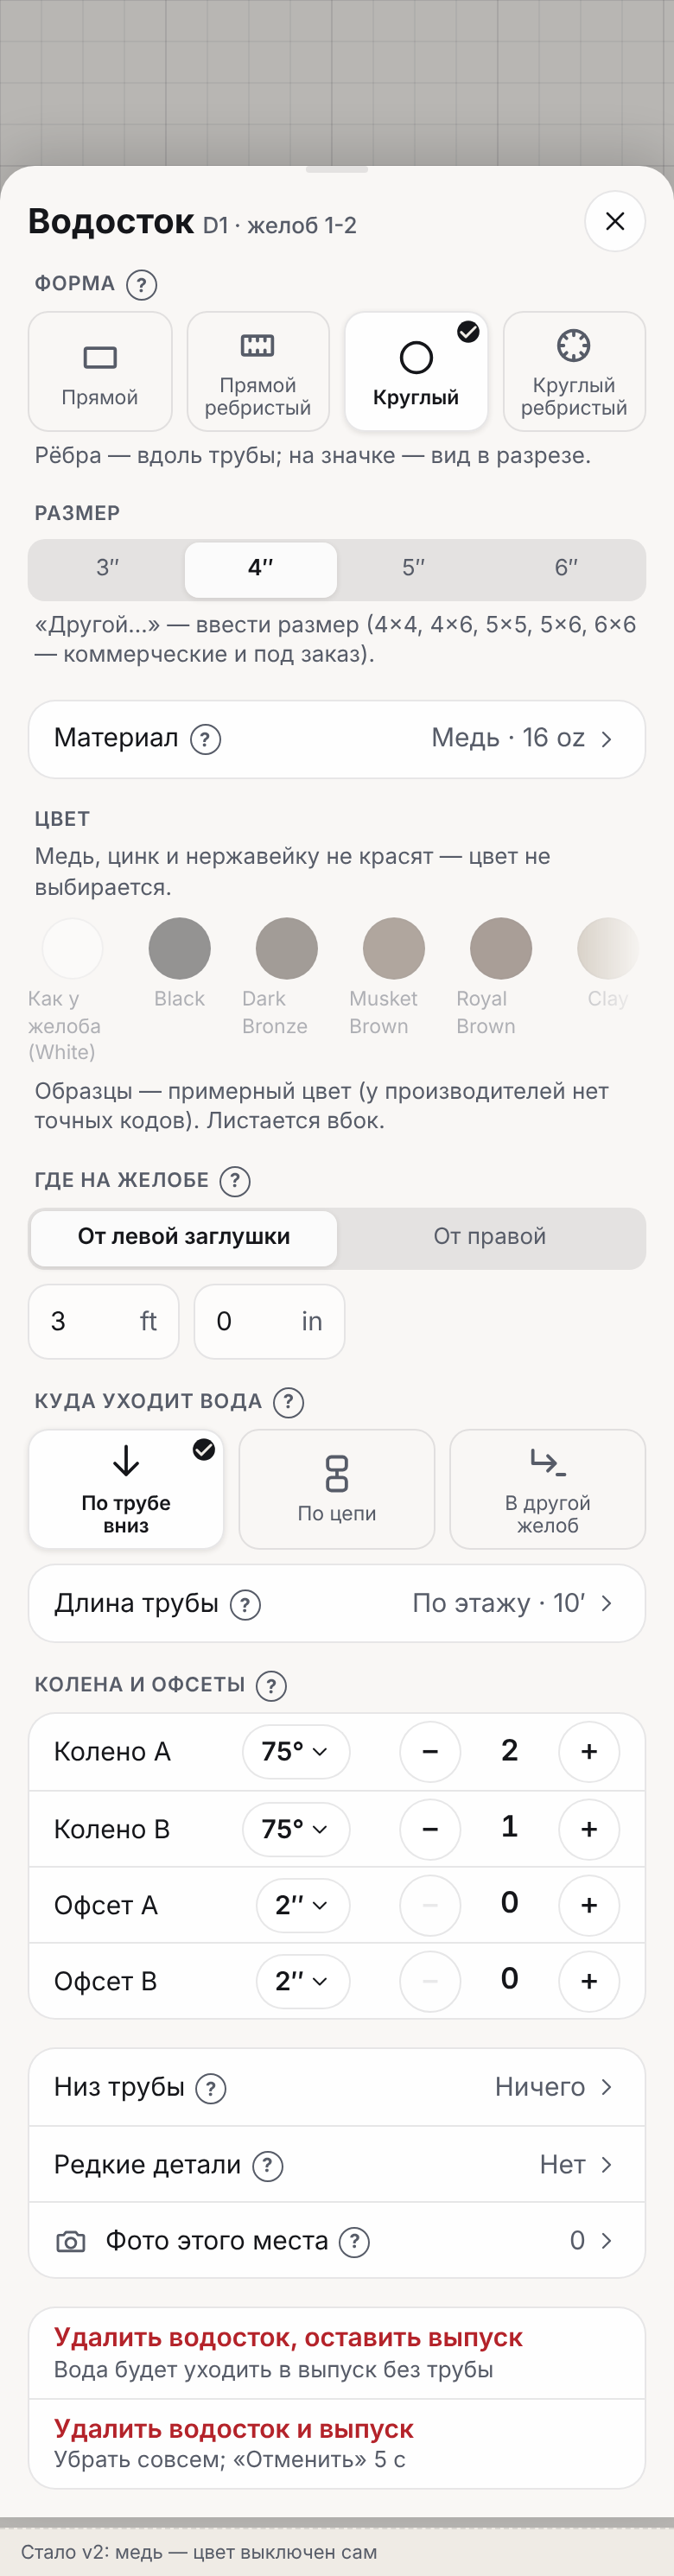 Водосток D1 · желоб 1-2
ФОРМА ?
Прямой
Прямой ребристый
Круглый
Круглый ребристый
Рёбра — вдоль трубы; на значке — вид в разрезе.
РАЗМЕР
3″ 4″ 5″ 6″
«Другой...» — ввести размер (4×4, 4×6, 5×5, 5×6, 6×6
— коммерческие и под заказ).
Материал ? Медь · 16 oz
ЦВЕТ
Медь, цинк и нержавейку не красят — цвет не
выбирается.
Как у желоба (White)
Black
Dark Bronze
Musket Brown
Royal Brown
Clay
Образцы — примерный цвет (у производителей нет
точных кодов). Листается вбок.
ГДЕ НА ЖЕЛОБЕ ?
От левой заглушки От правой
3 ft 0 in
КУДА УХОДИТ ВОДА ?
По трубе вниз
По цепи
В другой желоб
Длина трубы ? По этажу · 10′
КОЛЕНА И ОФСЕТЫ ?
Колено A 75° − 2 +
Колено B 75° − 1 +
Офсет A 2″ − 0 +
Офсет B 2″ − 0 +
Низ трубы ? Ничего
Редкие детали ? Нет
Фото этого места ? 0
Удалить водосток, оставить выпуск
Вода будет уходить в выпуск без трубы
Удалить водосток и выпуск
Убрать совсем; «Отменить» 5 с
Стало v2: медь — цвет выключен сам